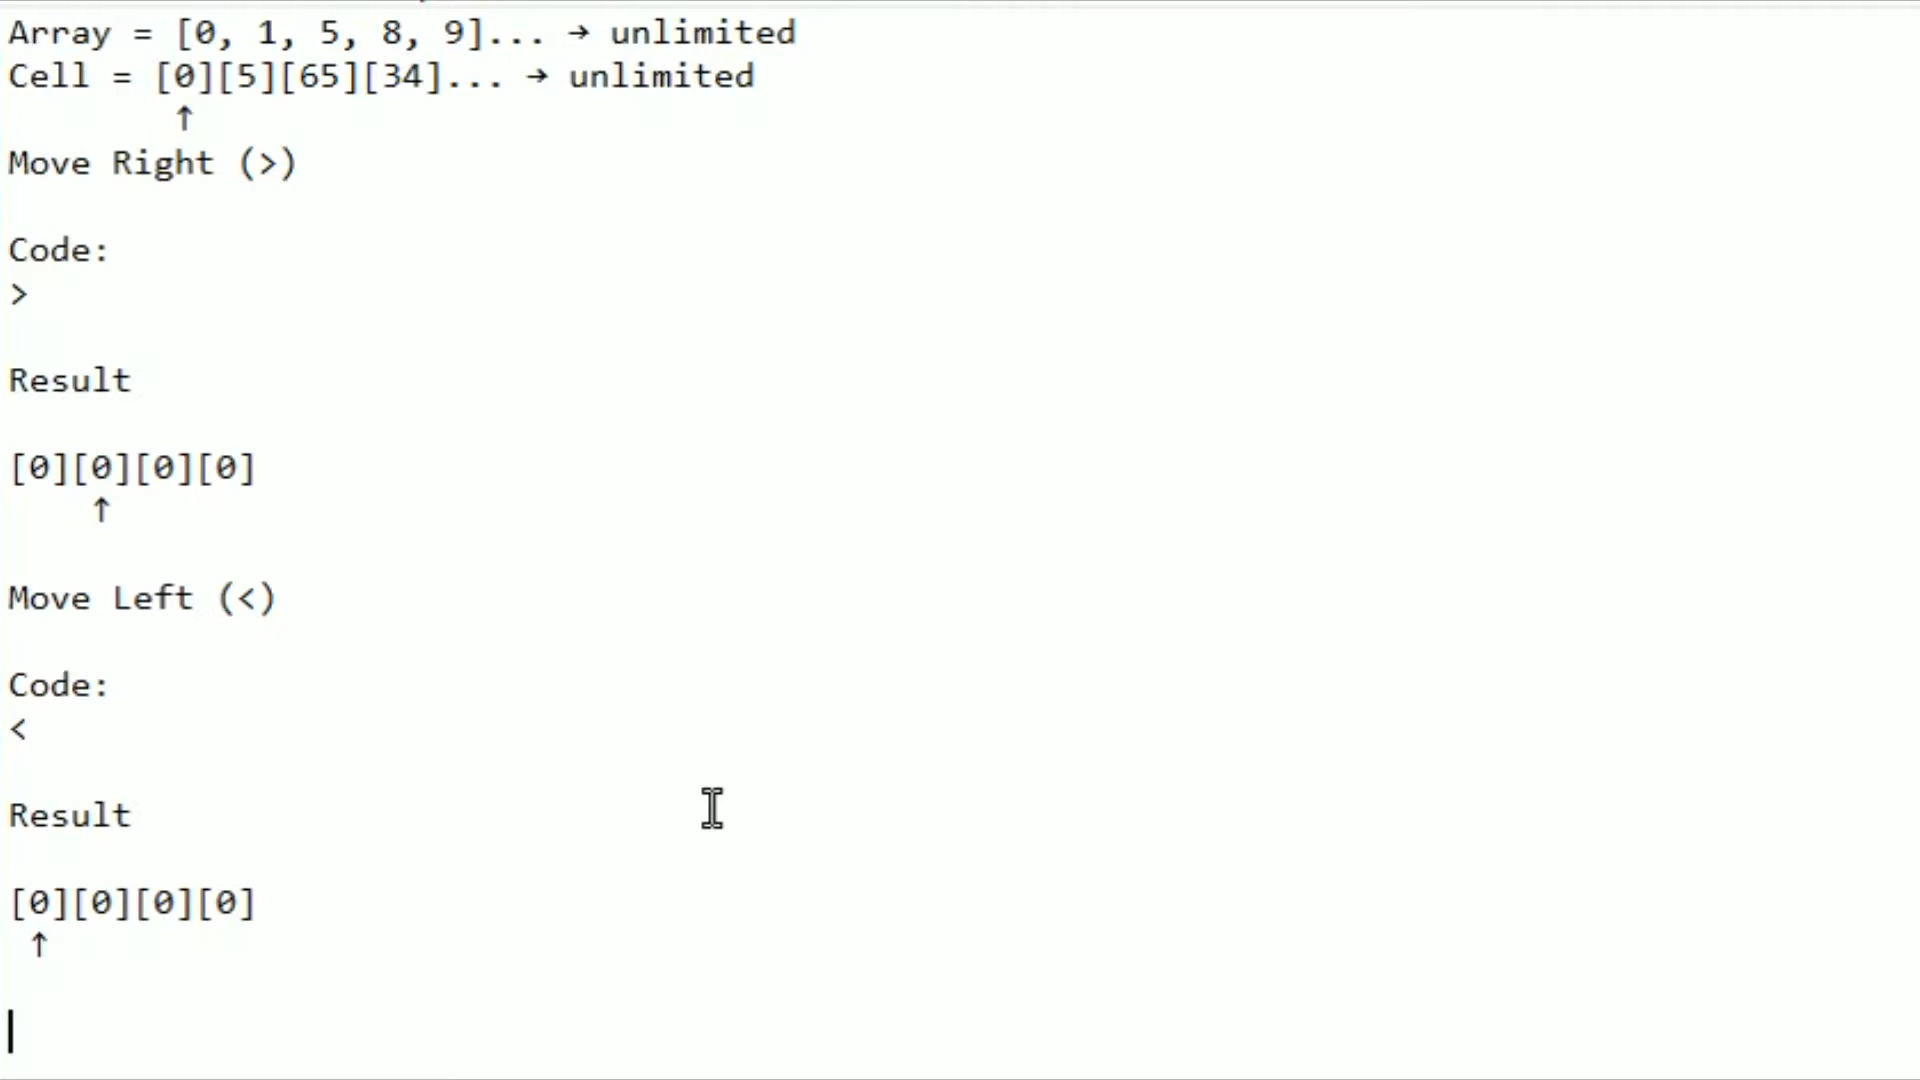 Array = [0, 1, 5, 8, 9]... → unlimited
Cell = [0][5][65][34]... → unlimited
↑
Move Right (>)
Code:
>
Result
[0][0][0][0]
↑
Move Left (<)
Code:
<
Result
[0][0][0][0]
↑